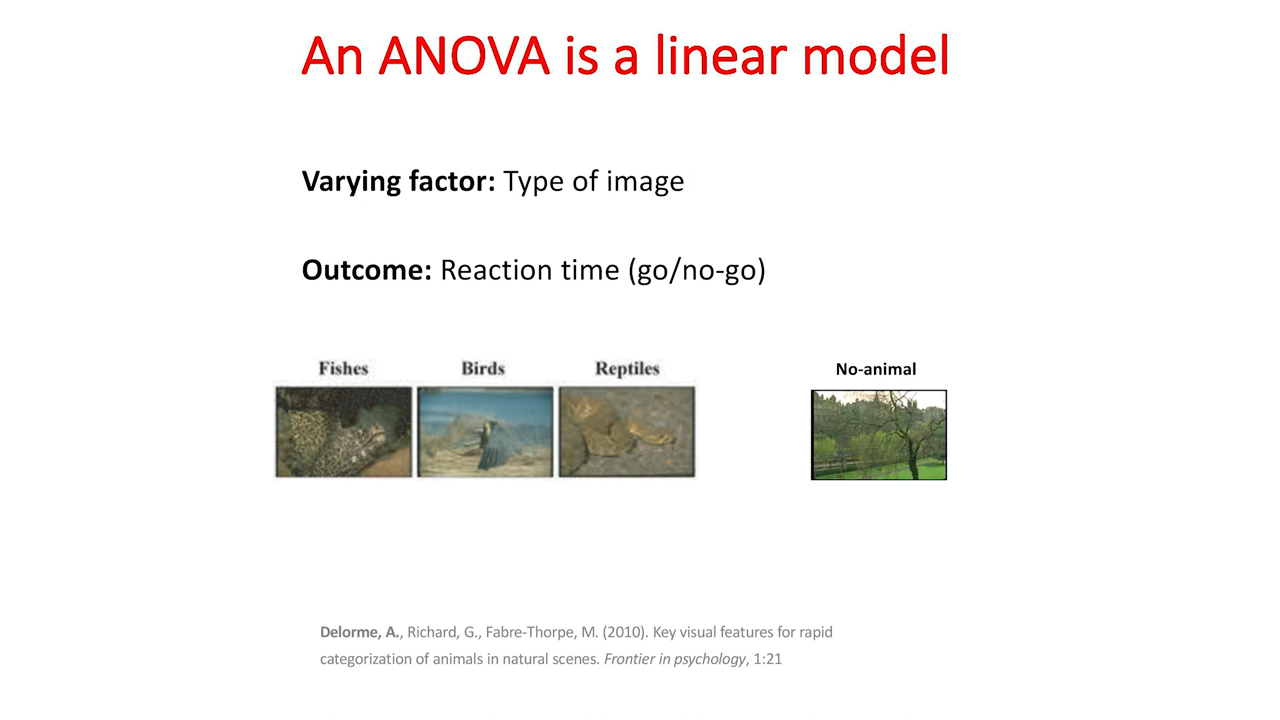 An ANOVA is a linear model
Varying factor: Type of image
Outcome: Reaction time (go/no-go)
Fishes Birds Reptiles No-animal
Delorme, A., Richard, G., Fabre-Thorpe, M. (2010). Key visual features for rapid
categorization of animals in natural scenes. Frontier in psychology, 1:21